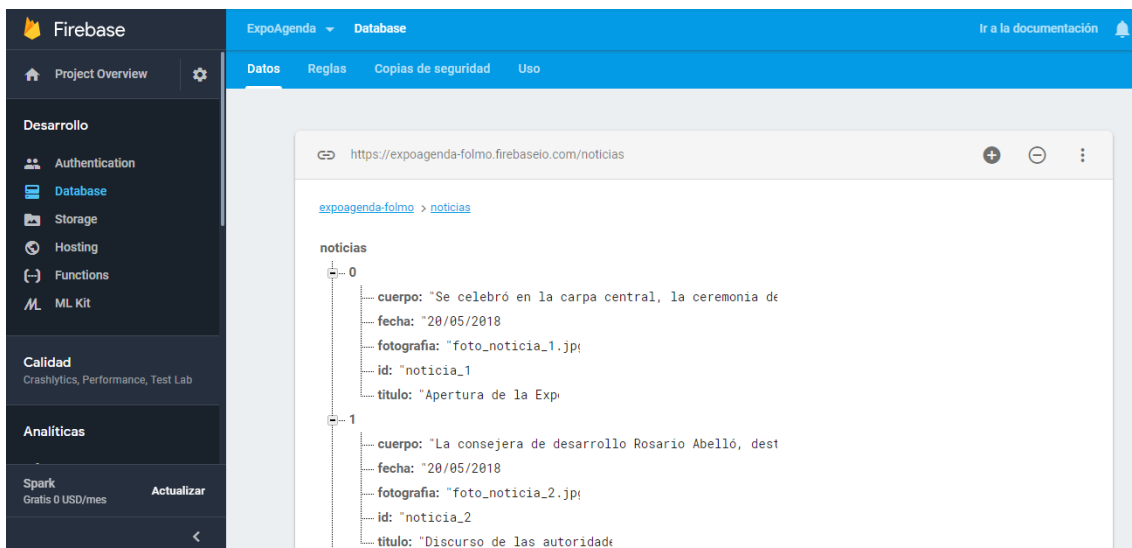 Firebase
ExpoAgenda Database Ir a la documentación
Project Overview
Datos Reglas Copias de seguridad Uso
Desarrollo
Authentication
Database
Storage
Hosting
Functions
ML Kit
Calidad
Crashlytics, Performance, Test Lab
Analíticas
Spark
Gratis 0 USD/mes
Actualizar
https://expoagenda-folmo.firebaseio.com/noticias
expoagenda-folmo > noticias
noticias
0
cuerpo: "Se celebró en la carpa central, la ceremonia de
fecha: "20/05/2018
fotografia: "foto_noticia_1.jpg
id: "noticia_1
titulo: "Apertura de la Expo
1
cuerpo: "La consejera de desarrollo Rosario Abelló, dest
fecha: "20/05/2018
fotografia: "foto_noticia_2.jpg
id: "noticia_2
titulo: "Discurso de las autoridade